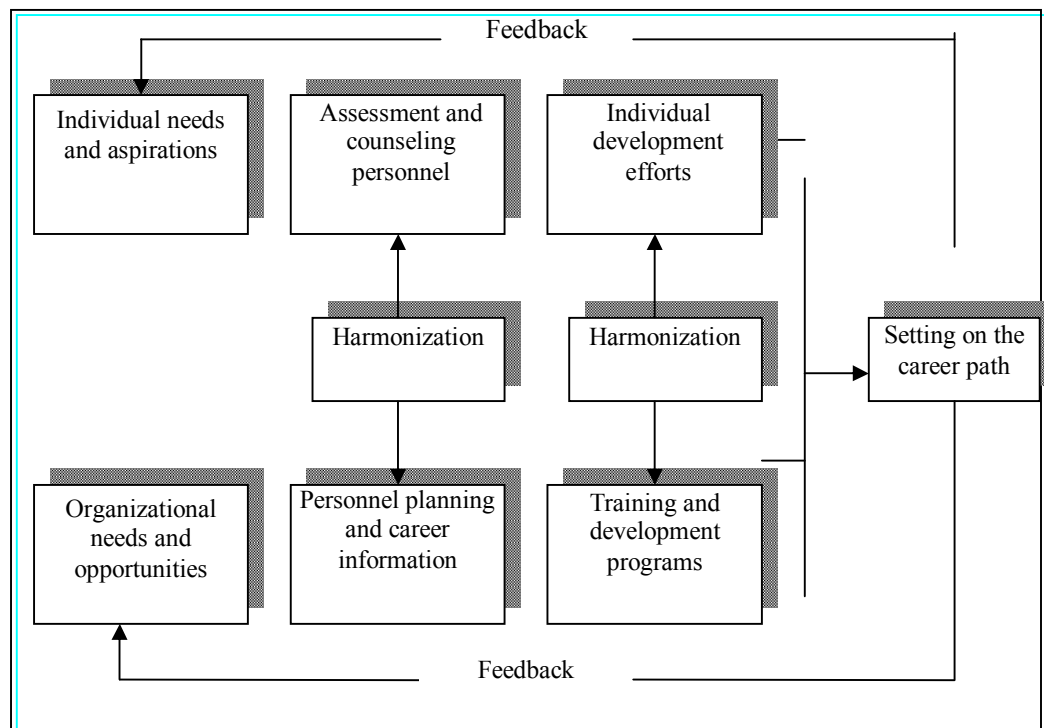 Feedback
Individual needs
and aspirations
Assessment and
counseling
personnel
Individual
development
efforts
Harmonization
Harmonization
Setting on the
career path
Organizational
needs and
opportunities
Personnel planning
and career
information
Training and
development
programs
Feedback